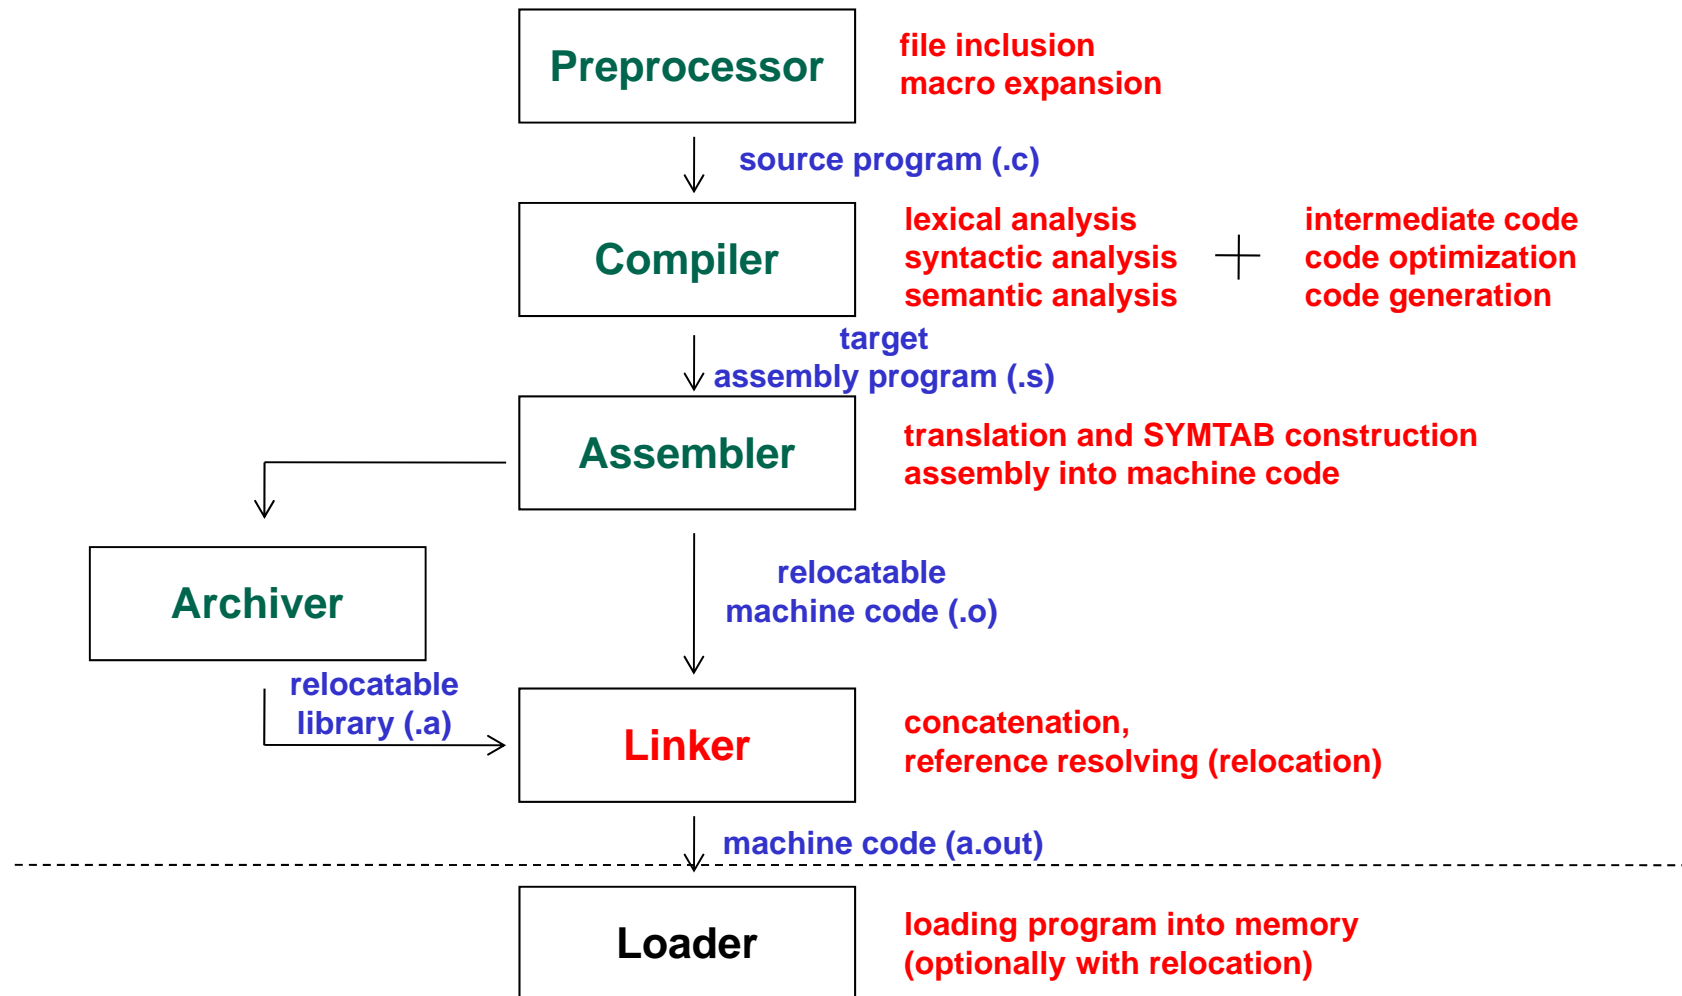 Preprocessor
file inclusion
macro expansion
source program (.c)
Compiler
lexical analysis
syntactic analysis
semantic analysis
intermediate code
code optimization
code generation
target
assembly program (.s)
Assembler
translation and SYMTAB construction
assembly into machine code
Archiver
relocatable
machine code (.o)
relocatable
library (.a)
Linker
concatenation,
reference resolving (relocation)
machine code (a.out)
Loader
loading program into memory
(optionally with relocation)